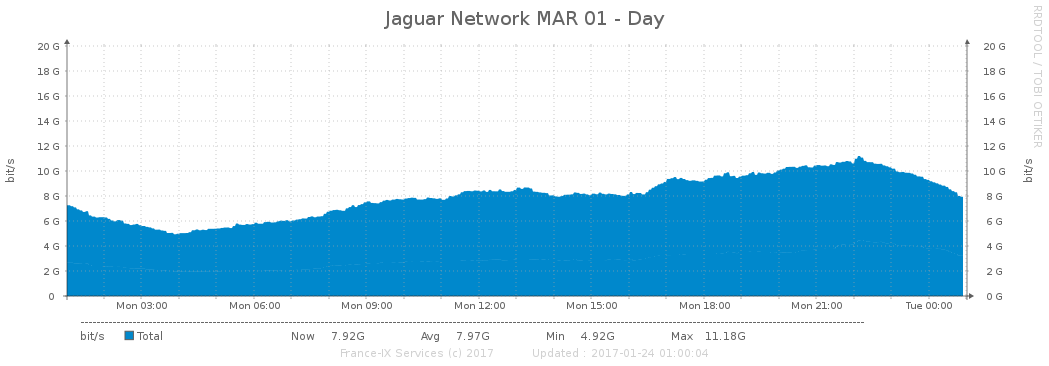 Jaguar Network MAR 01 - Day
RRDTOOL / TOBI OETIKER
20 G 20 G
18 G 18 G
16 G 16 G
14 G 14 G
12 G 12 G
10 G 10 G
8 G 8 G
6 G 6 G
4 G 4 G
2 G 2 G
0 0 G
bit/s bit/s
Mon 03:00 Mon 06:00 Mon 09:00 Mon 12:00 Mon 15:00 Mon 18:00 Mon 21:00 Tue 00:00
bit/s Total Now 7.92G Avg 7.97G Min 4.92G Max 11.18G
France-IX Services (c) 2017 Updated : 2017-01-24 01:00:04